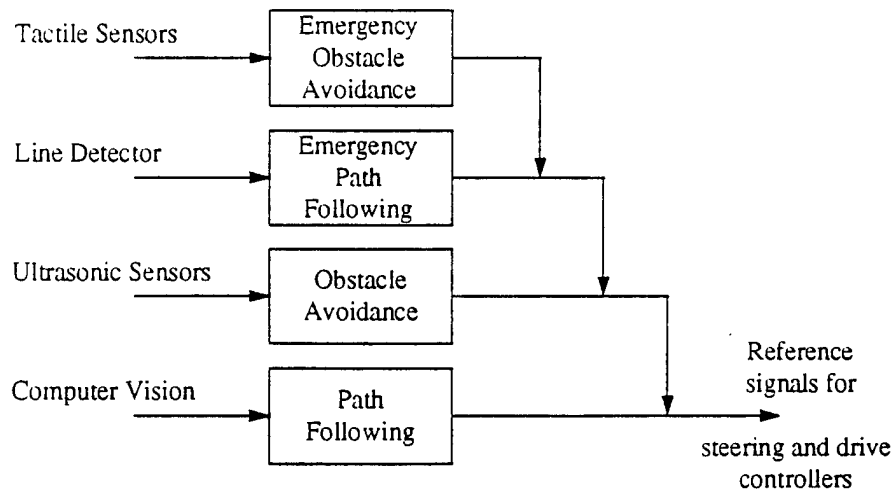 Tactile Sensors
Emergency
Obstacle
Avoidance
Line Detector
Emergency
Path
Following
Ultrasonic Sensors
Obstacle
Avoidance
Computer Vision
Path
Following
Reference
signals for
steering and drive
controllers